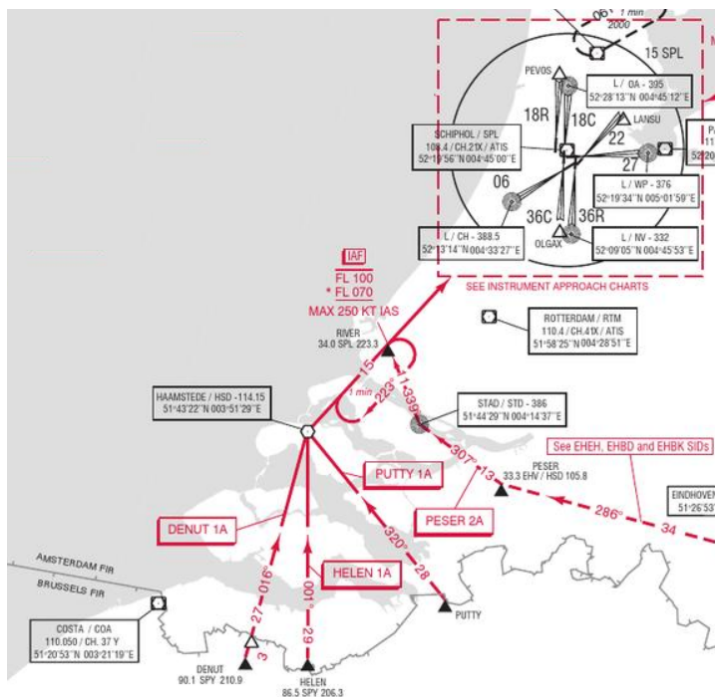 06
1 min
2000
15 SPL
PEVOS
L / OA - 395
52°28'13"N 004°45'12"E
18R
18C
LANSU
22
SCHIPHOL / SPL
108.4 / CH.21X / ATIS
52°19'56"N 004°45'00"E
27
L / WP - 376
52°19'34"N 005°01'59"E
06
36C
36R
L / CH - 388.5
52°13'14"N 004°33'27"E
OLGAX
L / NV - 332
52°09'05"N 004°45'53"E
SEE INSTRUMENT APPROACH CHARTS
IAF
FL 100
* FL 070
MAX 250 KT IAS
RIVER
34.0 SPL 223.3
ROTTERDAM / RTM
110.4 / CH.41X / ATIS
51°58'25"N 004°28'51"E
15
1 min
223°
11
339°
HAAMSTEDE / HSD -114.15
51°43'22"N 003°51'29"E
STAD / STD - 386
51°44'29"N 004°14'37"E
See EHEH, EHBD and EHBK SIDs
307°
13
PESER
33.3 EHV / HSD 105.8
PUTTY 1A
EINDHOVEN
51°26'53"
286°
34
DENUT 1A
PESER 2A
320°
28
HELEN 1A
AMSTERDAM FIR
BRUSSELS FIR
016°
27
3
001°
29
PUTTY
COSTA / COA
110.050 / CH. 37 Y
51°20'53"N 003°21'19"E
DENUT
90.1 SPY 210.9
HELEN
86.5 SPY 206.3